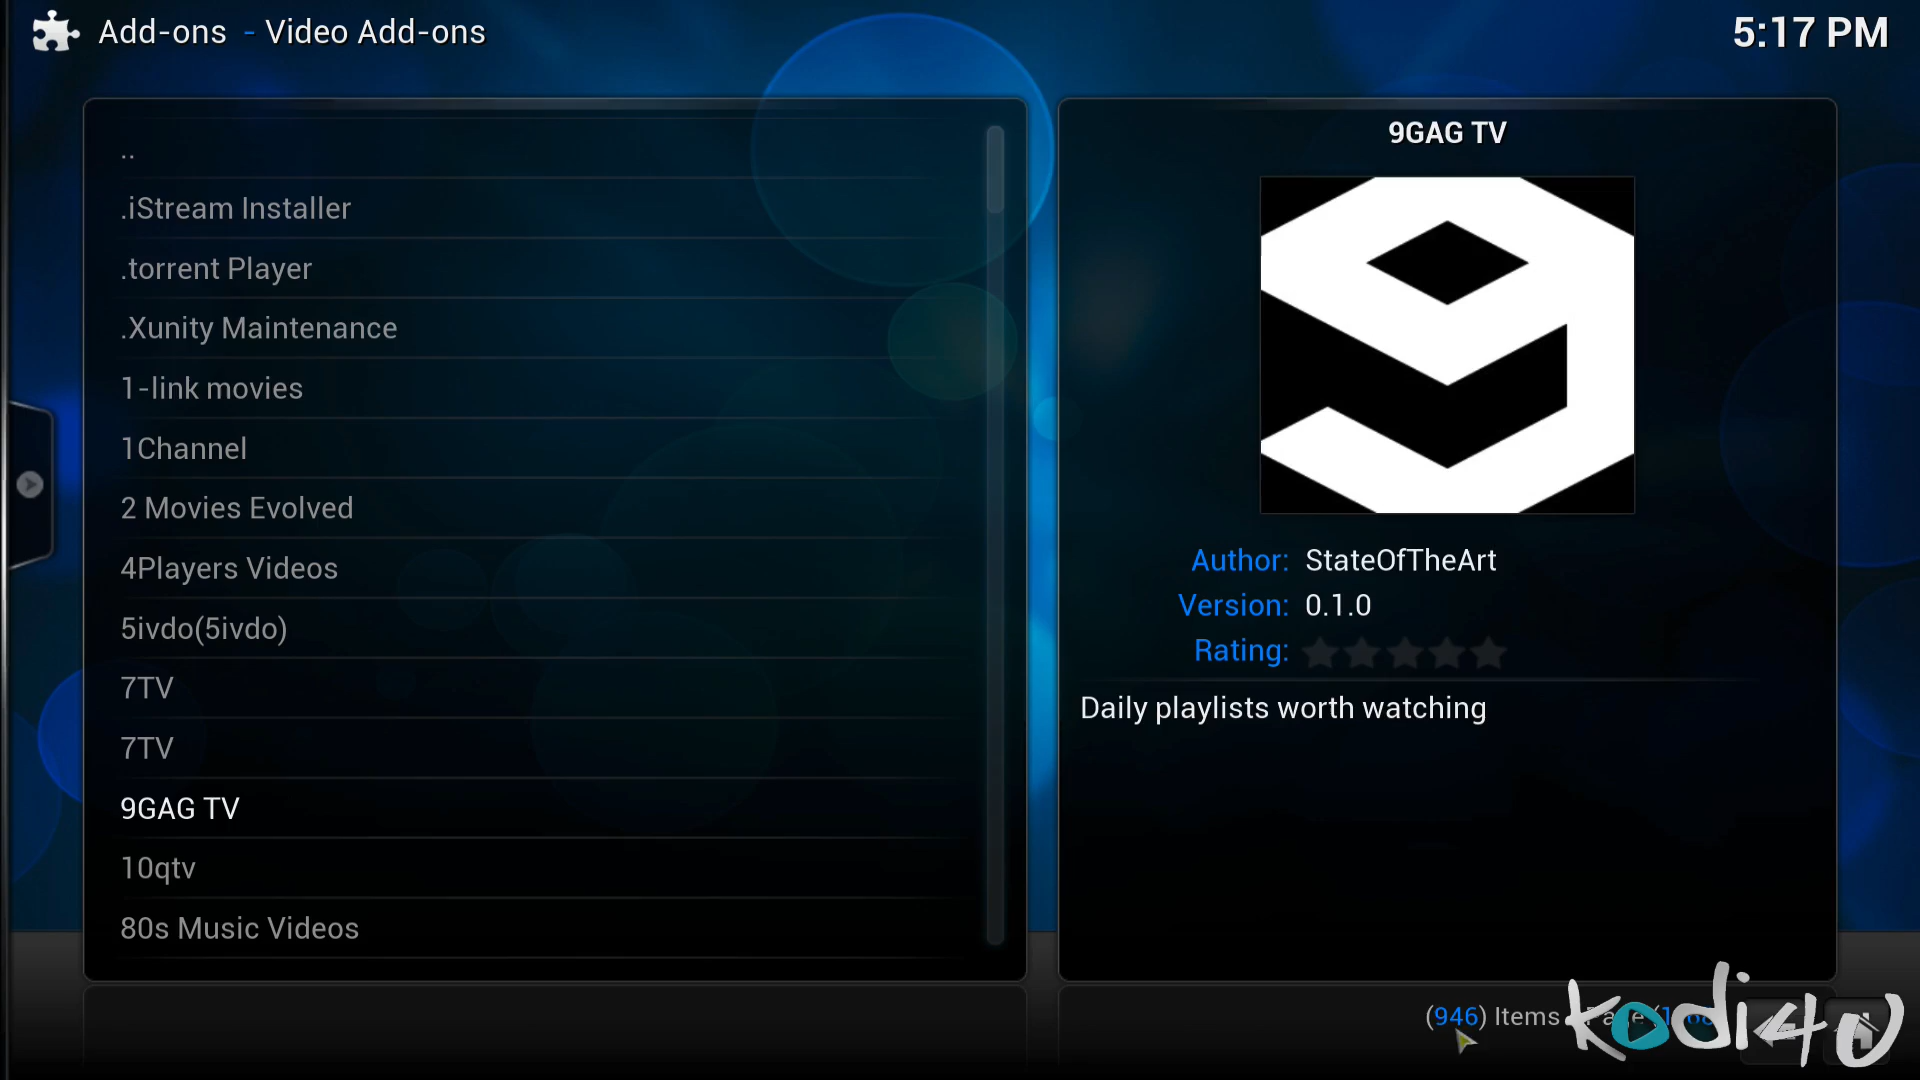 Add-ons - Video Add-ons
5:17 PM
..
.iStream Installer
.torrent Player
.Xunity Maintenance
1-link movies
1Channel
2 Movies Evolved
4Players Videos
5ivdo(5ivdo)
7TV
7TV
9GAG TV
10qtv
80s Music Videos
9GAG TV
Author: StateOfTheArt
Version: 0.1.0
Rating:
Daily playlists worth watching
(946) Items
kodi4u